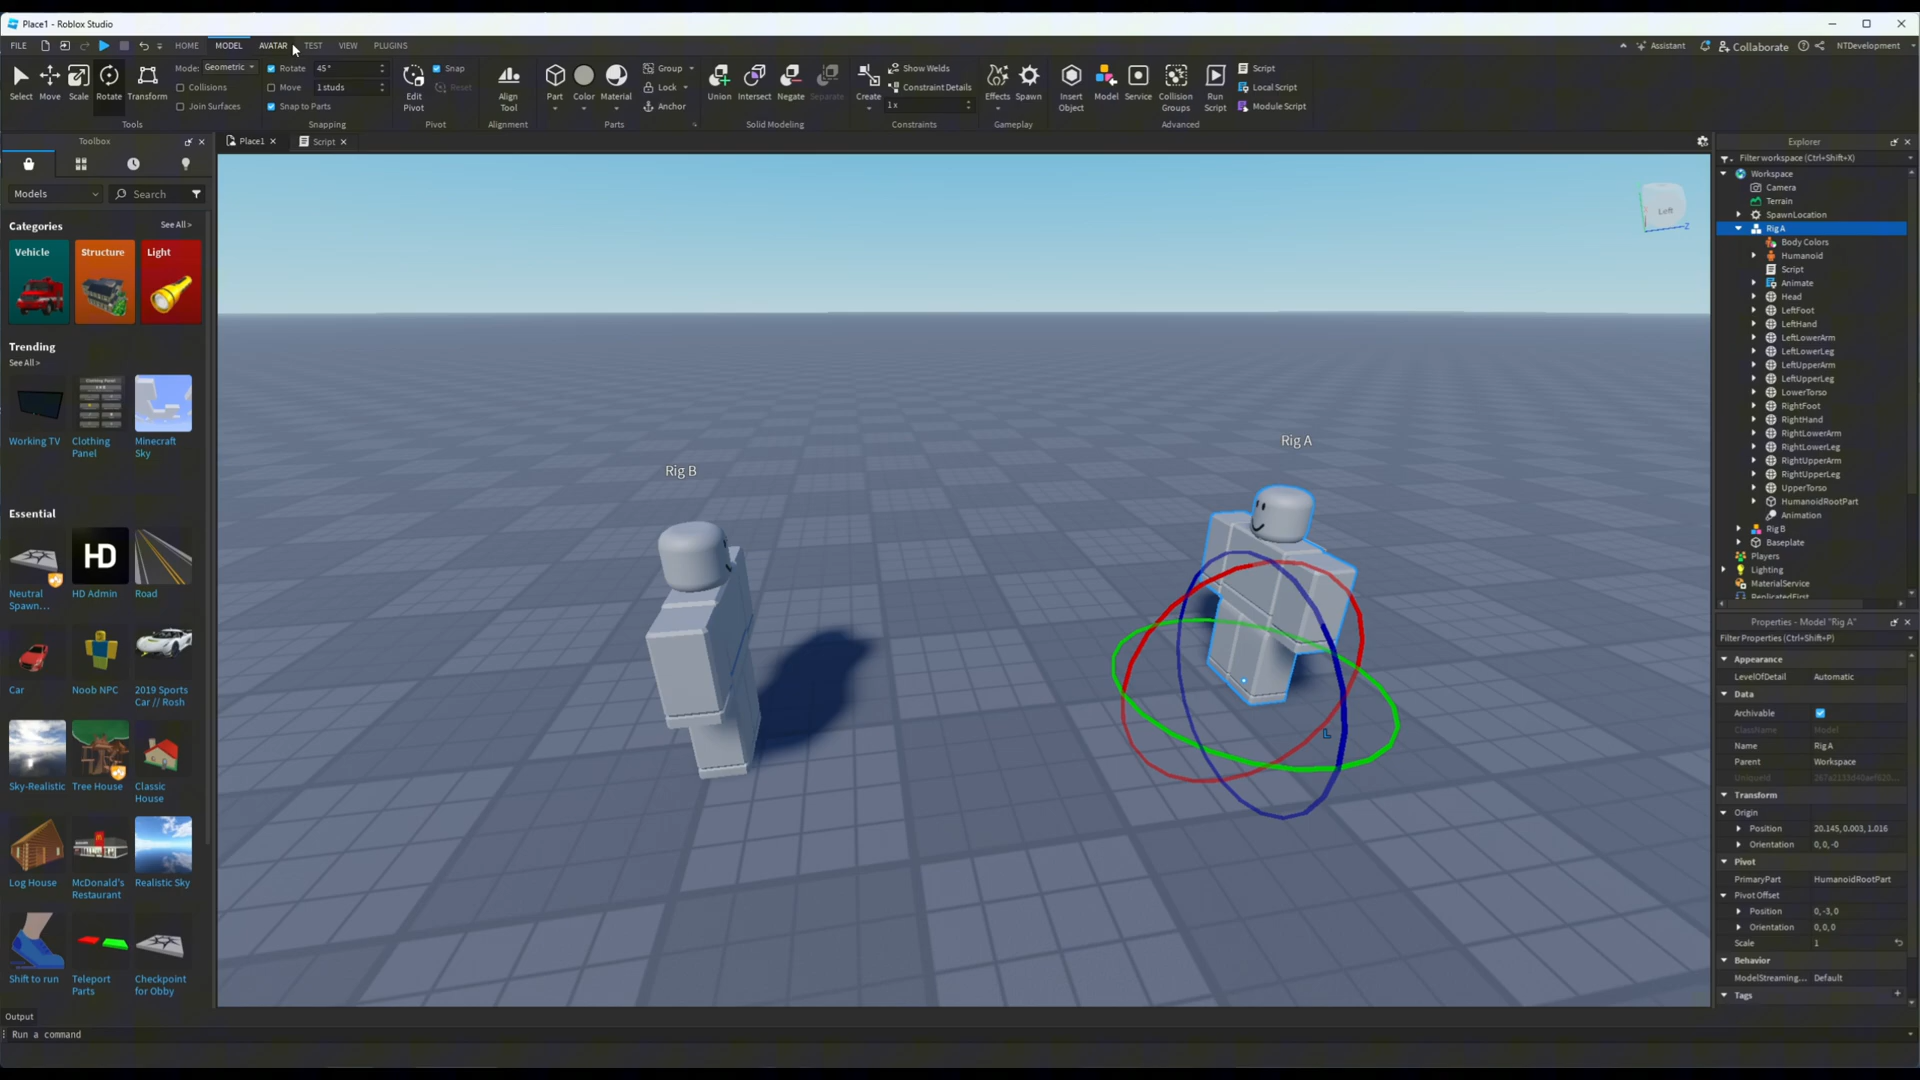 Place1 - Roblox Studio
FILE
HOME
MODEL
AVATAR
TEST
VIEW
PLUGINS
Assistant
Collaborate
NTDevelopment
Select
Move
Scale
Rotate
Transform
Mode:
Geometric
Collisions
Join Surfaces
Tools
Rotate
45°
Move
1 studs
Snap to Parts
Snapping
Edit
Pivot
Snap
Reset
Pivot
Align
Tool
Alignment
Part
Color
Material
Group
Lock
Anchor
Parts
Union
Intersect
Negate
Separate
Solid Modeling
Create
Show Welds
Constraint Details
1x
Constraints
Effects
Spawn
Gameplay
Insert
Object
Model
Service
Collision
Groups
Run
Script
Script
Local Script
Module Script
Advanced
Toolbox
Models
Search
Categories
See All >
Vehicle
Structure
Light
Trending
See All >
Working TV
Clothing
Panel
Minecraft
Sky
Essential
HD
Neutral
Spawn...
HD Admin
Road
Car
Noob NPC
2019 Sports
Car // Rosh
Sky-Realistic
Tree House
Classic
House
Log House
McDonald's
Restaurant
Realistic Sky
Shift to run
Teleport
Parts
Checkpoint
for Obby
Output
Run a command
Place1
Script
Left
Z
Rig B
Rig A
L
Explorer
Filter workspace (Ctrl+Shift+X)
Workspace
Camera
Terrain
SpawnLocation
Rig A
Body Colors
Humanoid
Script
Animate
Head
LeftFoot
LeftHand
LeftLowerArm
LeftLowerLeg
LeftUpperArm
LeftUpperLeg
LowerTorso
RightFoot
RightHand
RightLowerArm
RightLowerLeg
RightUpperArm
RightUpperLeg
UpperTorso
HumanoidRootPart
Animation
Rig B
Baseplate
Players
Lighting
MaterialService
ReplicatedFirst
Properties - Model "Rig A"
Filter Properties (Ctrl+Shift+P)
Appearance
LevelOfDetail
Automatic
Data
Archivable
ClassName
Model
Name
Rig A
Parent
Workspace
UniqueId
Transform
Origin
Position
20.145, 0.003, 1.016
Orientation
0, 0, -0
Pivot
PrimaryPart
HumanoidRootPart
Pivot Offset
Position
0, -3, 0
Orientation
0, 0, 0
Scale
1
Behavior
ModelStreaming...
Default
Tags